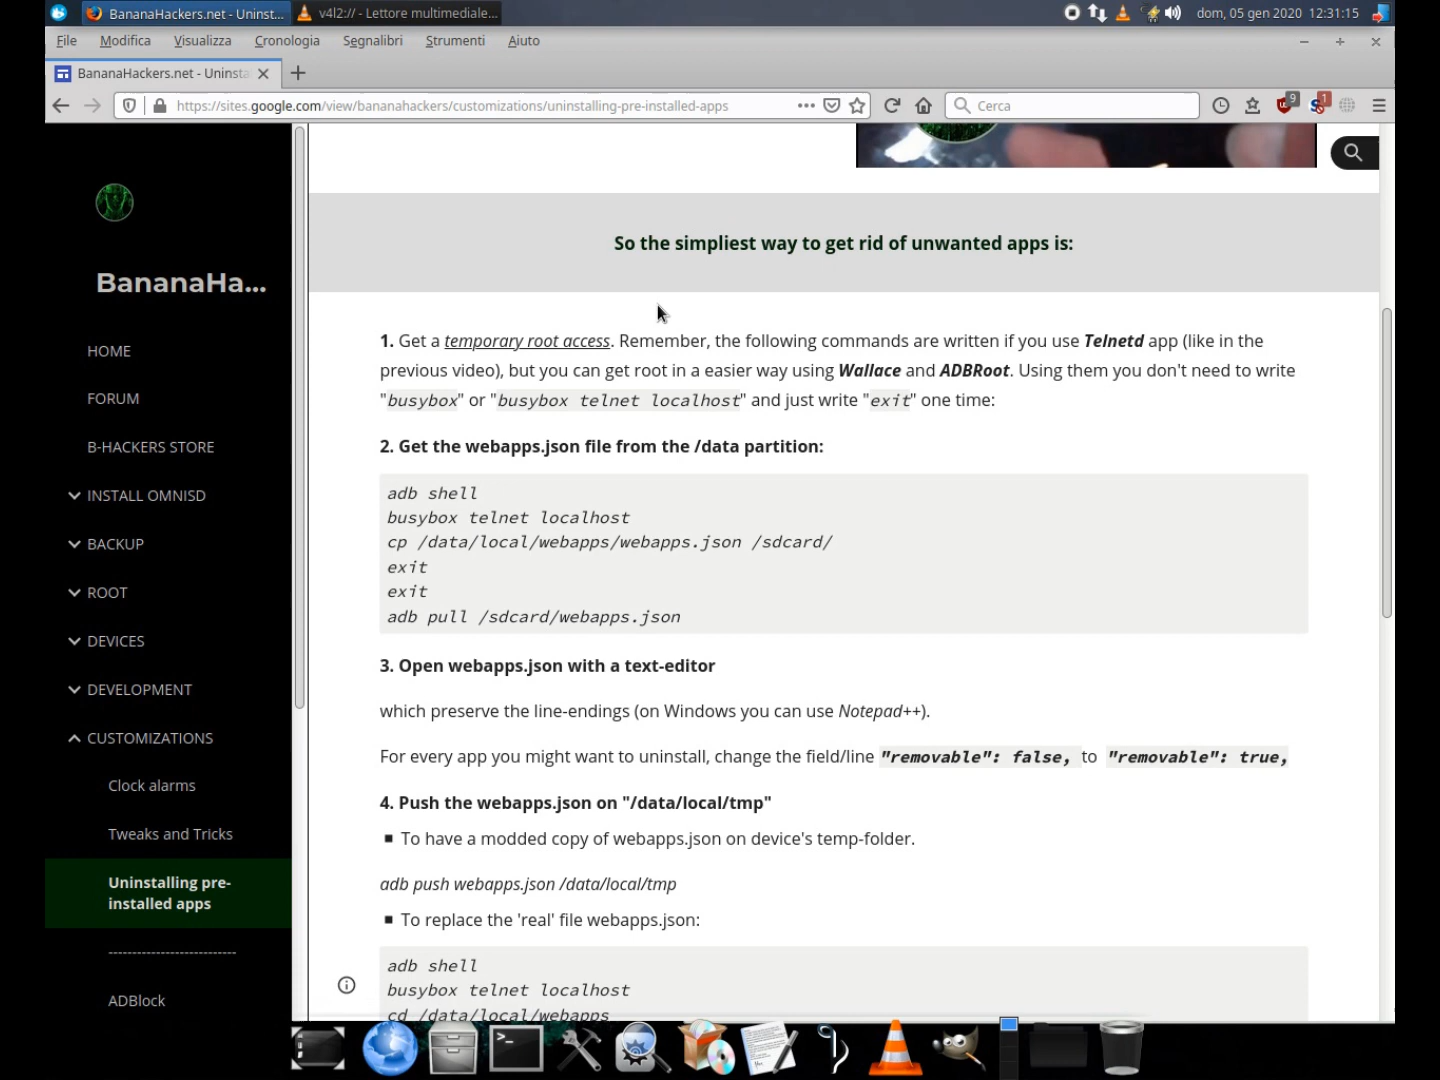 BananaHackers.net - Uninst...
v4l2:// - Lettore multimediale...
dom, 05 gen 2020 12:31:15
File Modifica Visualizza Cronologia Segnalibri Strumenti Aiuto
BananaHackers.net - Uninsta
https://sites.google.com/view/bananahackers/customizations/uninstalling-pre-installed-apps
Cerca
9
1
BananaHa...
HOME
FORUM
B-HACKERS STORE
INSTALL OMNISD
BACKUP
ROOT
DEVICES
DEVELOPMENT
CUSTOMIZATIONS
Clock alarms
Tweaks and Tricks
Uninstalling pre-
installed apps
---------------------------
ADBlock
So the simpliest way to get rid of unwanted apps is:
1. Get a temporary root access. Remember, the following commands are written if you use Telnetd app (like in the
previous video), but you can get root in a easier way using Wallace and ADBRoot. Using them you don't need to write
"busybox" or "busybox telnet localhost" and just write "exit" one time:
2. Get the webapps.json file from the /data partition:
adb shell
busybox telnet localhost
cp /data/local/webapps/webapps.json /sdcard/
exit
exit
adb pull /sdcard/webapps.json
3. Open webapps.json with a text-editor
which preserve the line-endings (on Windows you can use Notepad++).
For every app you might want to uninstall, change the field/line "removable": false, to "removable": true,
4. Push the webapps.json on "/data/local/tmp"
▪ To have a modded copy of webapps.json on device's temp-folder.
adb push webapps.json /data/local/tmp
▪ To replace the 'real' file webapps.json:
adb shell
busybox telnet localhost
cd /data/local/webapps